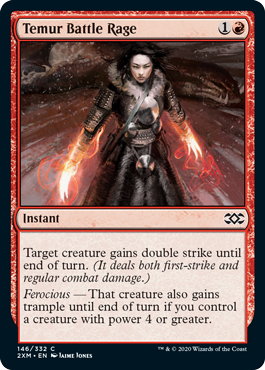 Temur Battle Rage
1
Instant
Target creature gains double strike until
end of turn. (It deals both first-strike and
regular combat damage.)
Ferocious — That creature also gains
trample until end of turn if you control
a creature with power 4 or greater.
146/332 C
2XM • EN Jaime Jones
™ & © 2020 Wizards of the Coast